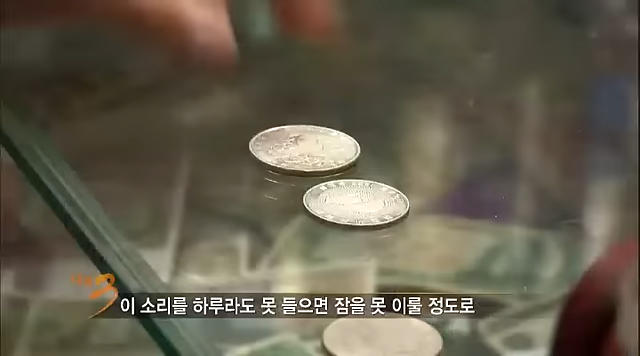 이 소리를 하루라도 못 들으면 잠을 못 이룰 정도로